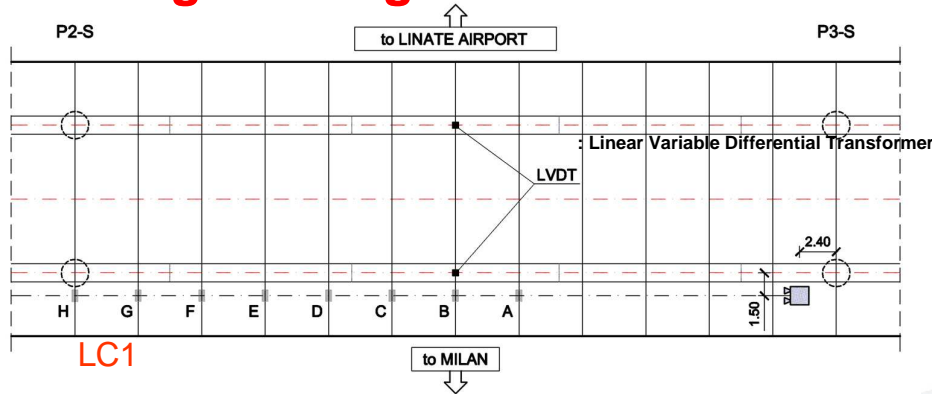 P2-S
to LINATE AIRPORT
P3-S
: Linear Variable Differential Transformer
LVDT
2.40
1.50
H G F E D C B A
LC1
to MILAN